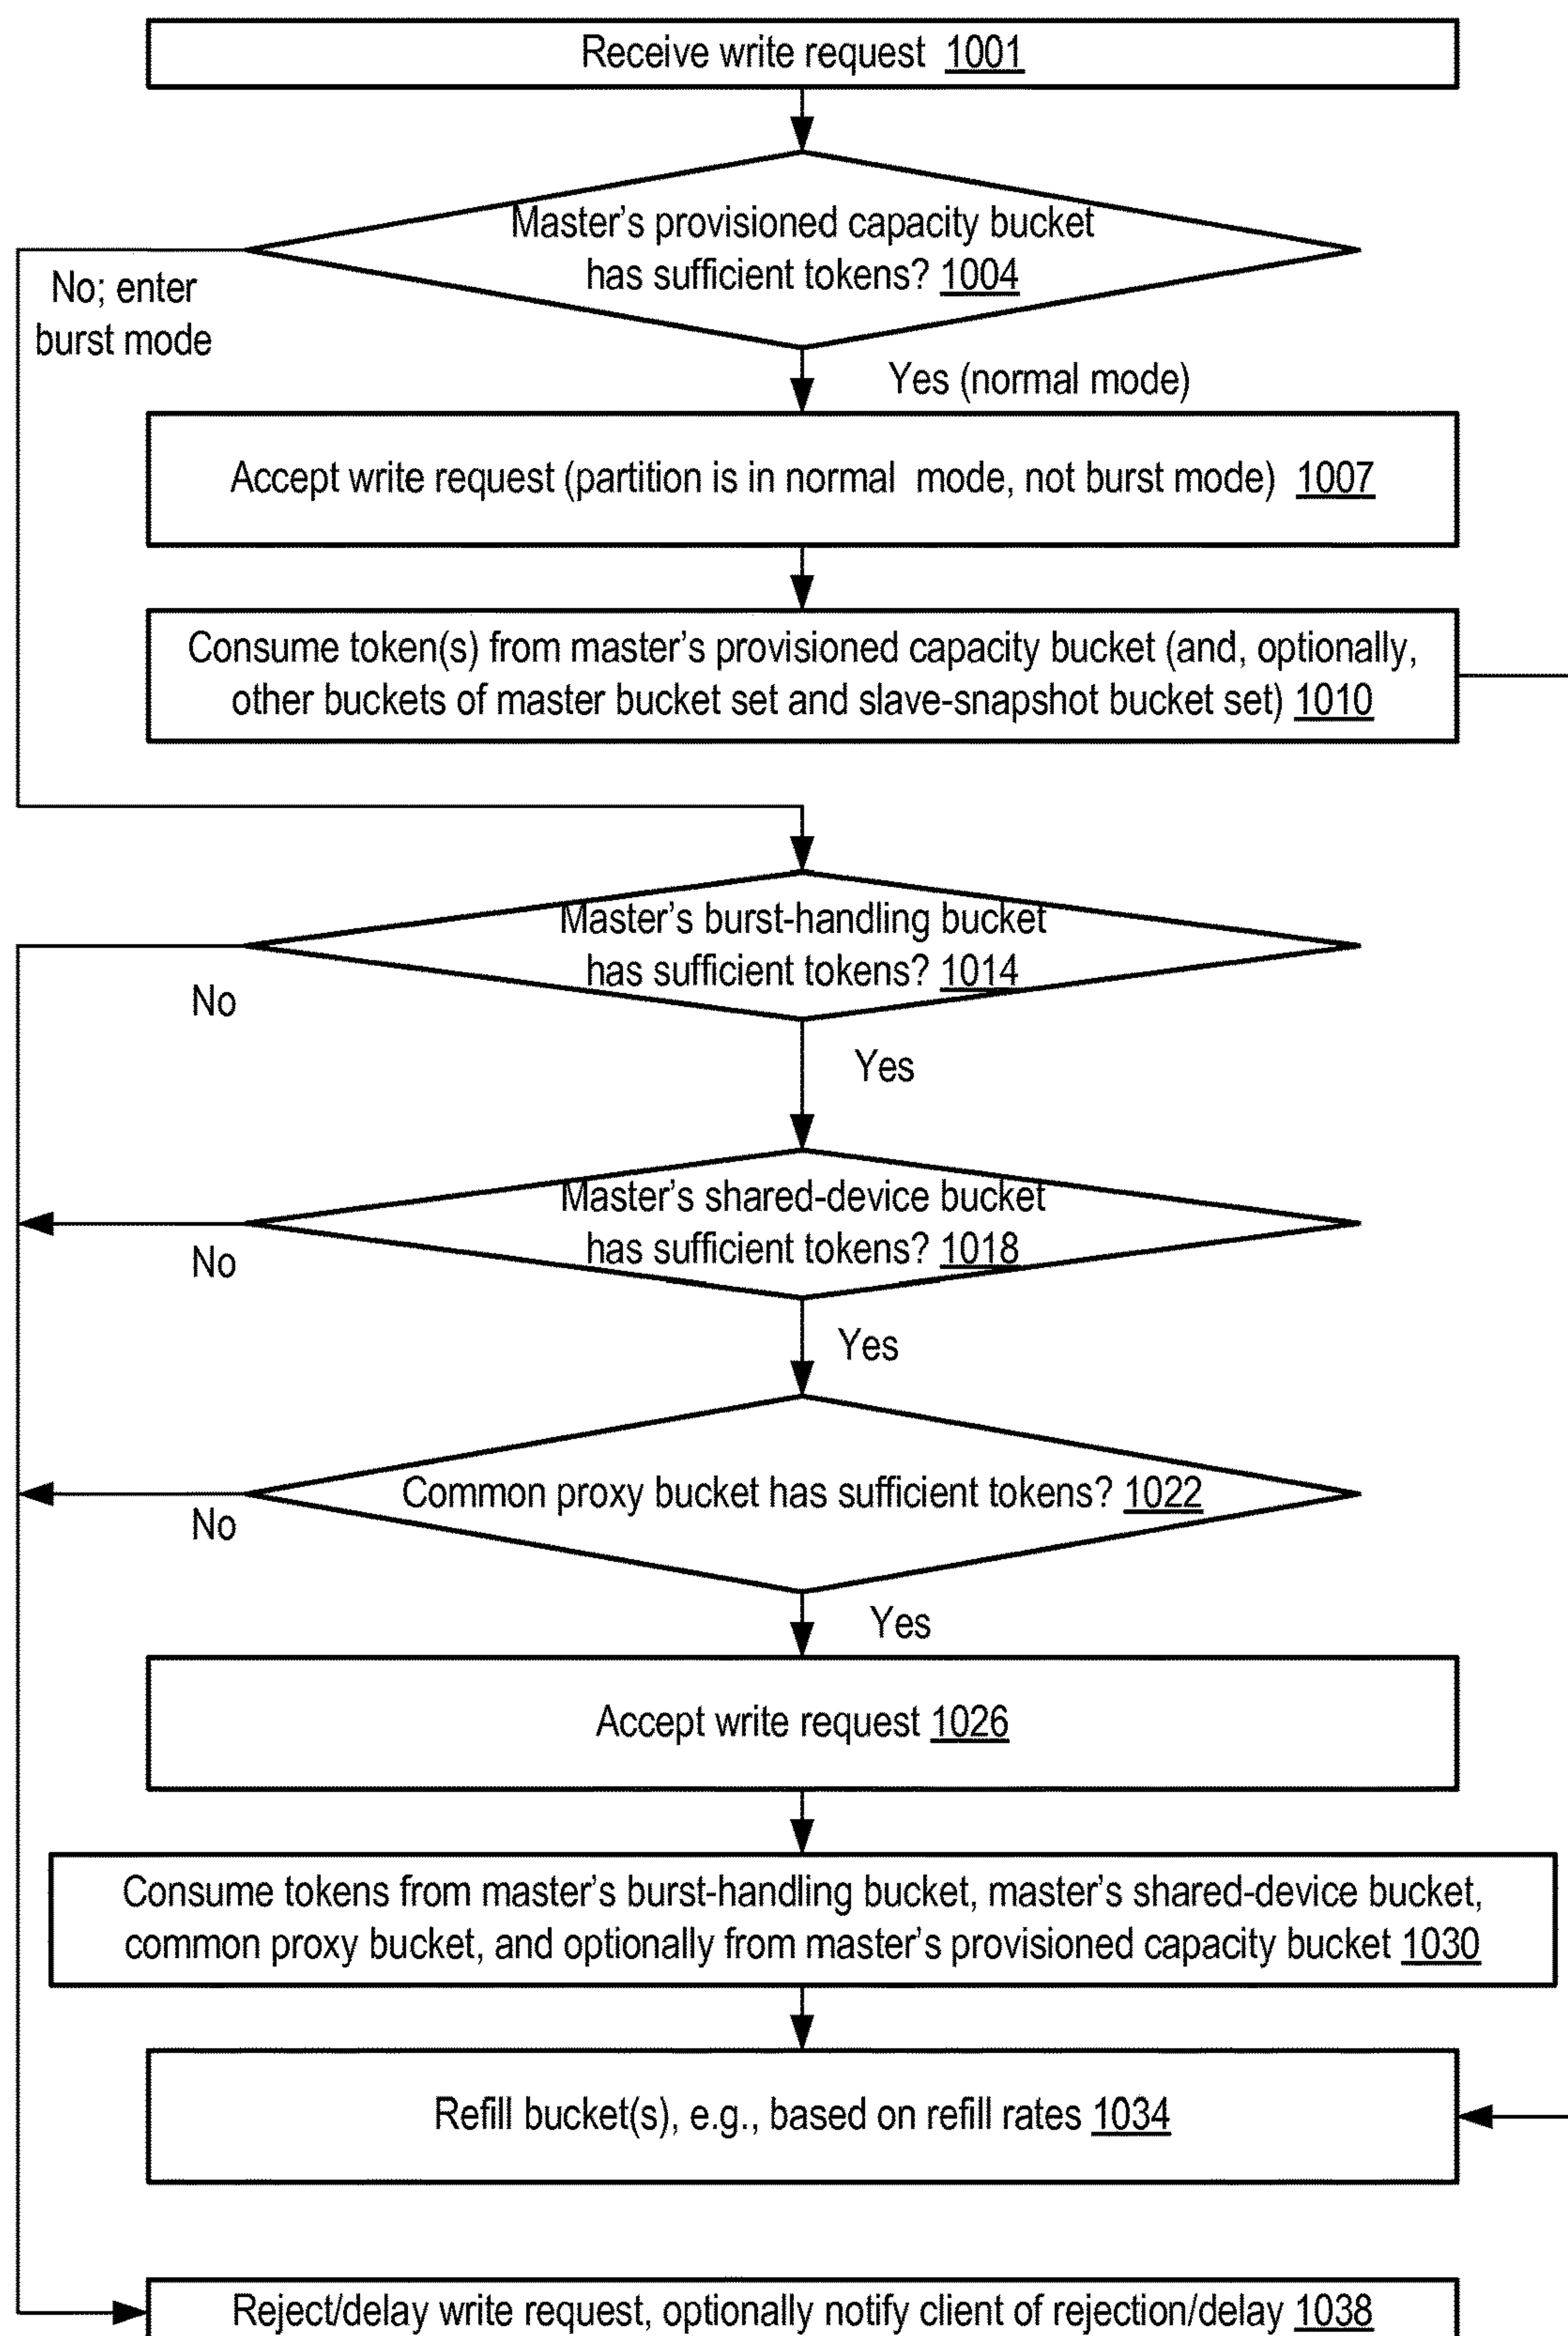 Receive write request 1001
Master's provisioned capacity bucket
has sufficient tokens? 1004
No; enter
burst mode
Yes (normal mode)
Accept write request (partition is in normal mode, not burst mode) 1007
Consume token(s) from master's provisioned capacity bucket (and, optionally,
other buckets of master bucket set and slave-snapshot bucket set) 1010
Master's burst-handling bucket
has sufficient tokens? 1014
No
Yes
Master's shared-device bucket
has sufficient tokens? 1018
No
Yes
Common proxy bucket has sufficient tokens? 1022
No
Yes
Accept write request 1026
Consume tokens from master's burst-handling bucket, master's shared-device bucket,
common proxy bucket, and optionally from master's provisioned capacity bucket 1030
Refill bucket(s), e.g., based on refill rates 1034
Reject/delay write request, optionally notify client of rejection/delay 1038